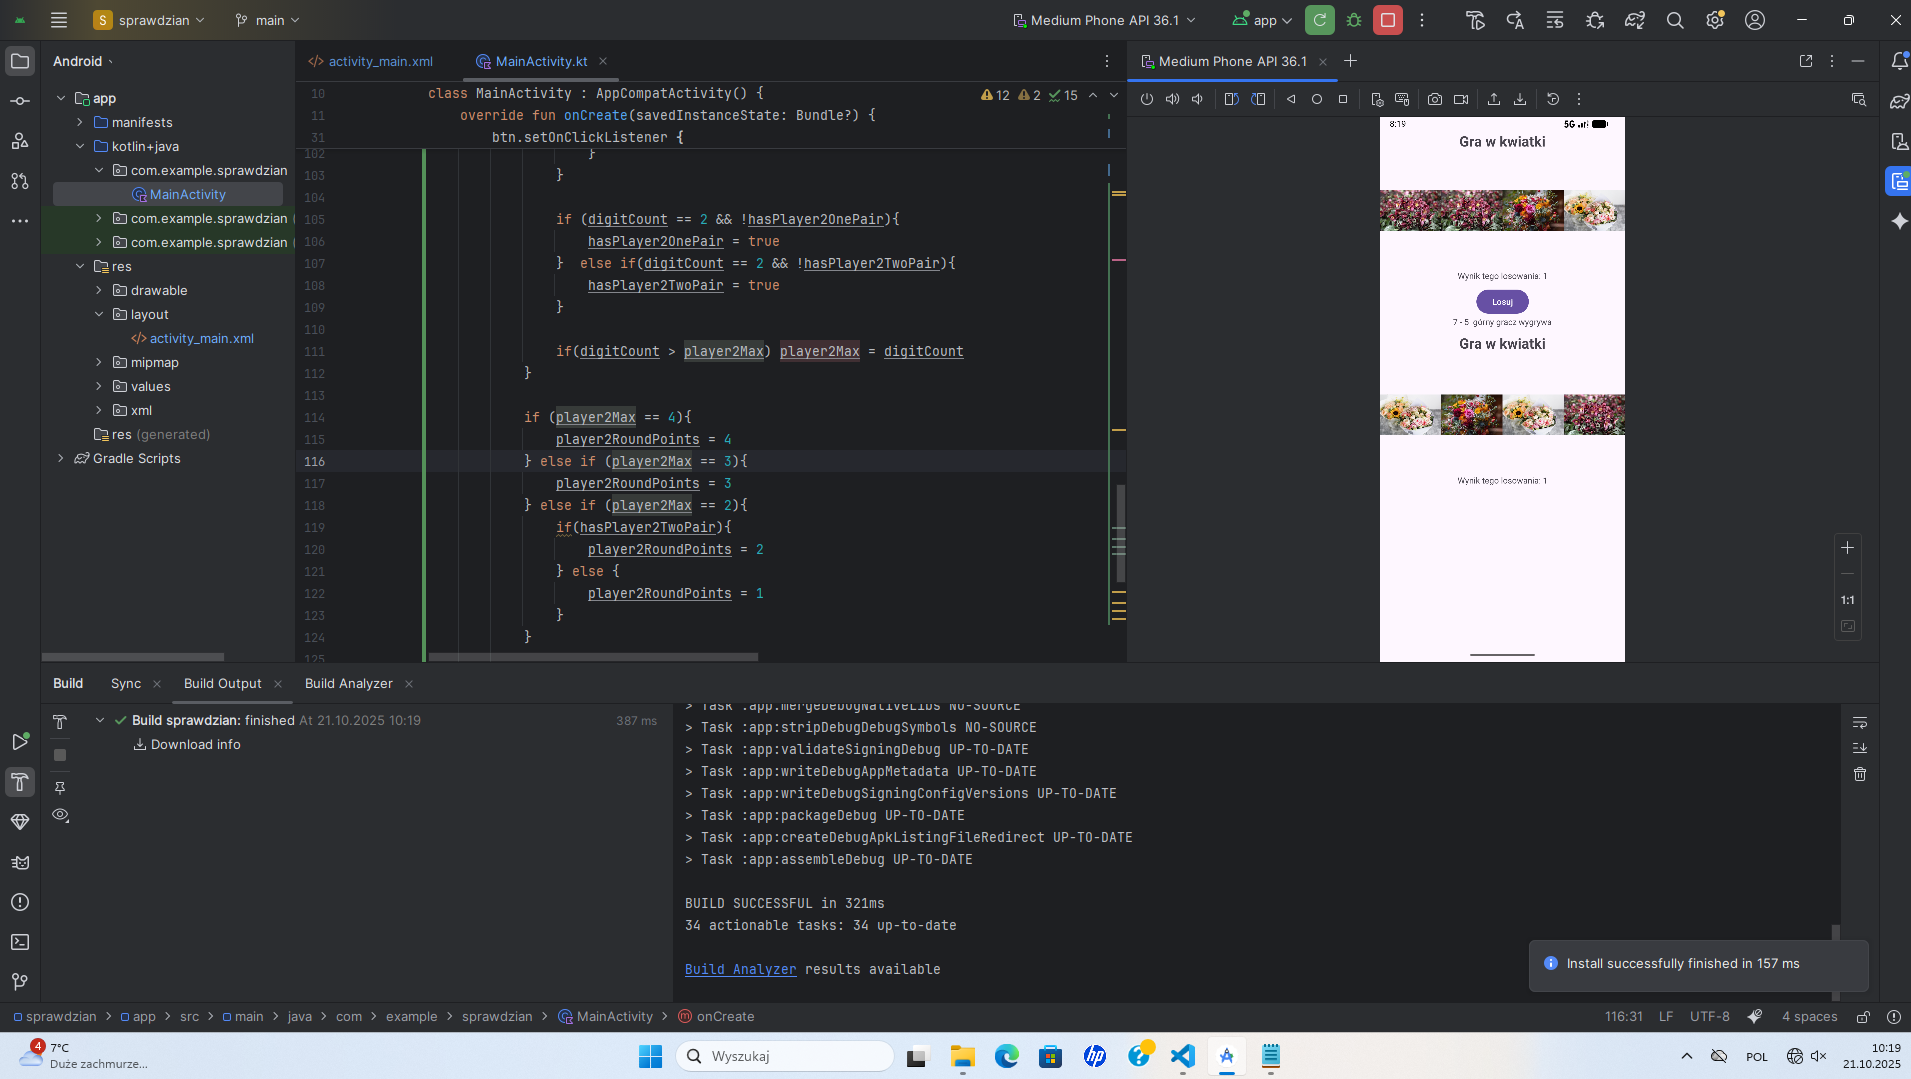 S sprawdzian main Medium Phone API 36.1 app
Android
app
manifests
kotlin+java
com.example.sprawdzian
MainActivity
com.example.sprawdzian (
com.example.sprawdzian (
res
drawable
layout
activity_main.xml
mipmap
values
xml
res (generated)
Gradle Scripts
activity_main.xml MainActivity.kt
12 2 15
10 class MainActivity : AppCompatActivity() {
11 override fun onCreate(savedInstanceState: Bundle?) {
31 btn.setOnClickListener {
102 }
103 }
104
105 if (digitCount == 2 && !hasPlayer2OnePair){
106 hasPlayer2OnePair = true
107 } else if(digitCount == 2 && !hasPlayer2TwoPair){
108 hasPlayer2TwoPair = true
109 }
110
111 if(digitCount > player2Max) player2Max = digitCount
112 }
113
114 if (player2Max == 4){
115 player2RoundPoints = 4
116 } else if (player2Max == 3){
117 player2RoundPoints = 3
118 } else if (player2Max == 2){
119 if(hasPlayer2TwoPair){
120 player2RoundPoints = 2
121 } else {
122 player2RoundPoints = 1
123 }
124 }
125
Medium Phone API 36.1
8:19 5G
Gra w kwiatki
Wynik tego losowania: 1
Losuj
7 - 5 górny gracz wygrywa
Gra w kwiatki
Wynik tego losowania: 1
1:1
Build Sync Build Output Build Analyzer
Build sprawdzian: finished At 21.10.2025 10:19 387 ms
Download info
> Task :app:mergeDebugNativeLibs NO-SOURCE
> Task :app:stripDebugDebugSymbols NO-SOURCE
> Task :app:validateSigningDebug UP-TO-DATE
> Task :app:writeDebugAppMetadata UP-TO-DATE
> Task :app:writeDebugSigningConfigVersions UP-TO-DATE
> Task :app:packageDebug UP-TO-DATE
> Task :app:createDebugApkListingFileRedirect UP-TO-DATE
> Task :app:assembleDebug UP-TO-DATE
BUILD SUCCESSFUL in 321ms
34 actionable tasks: 34 up-to-date
Build Analyzer results available
Install successfully finished in 157 ms
sprawdzian > app > src > main > java > com > example > sprawdzian > MainActivity > onCreate
116:31 LF UTF-8 4 spaces
4
7°C
Duże zachmurze...
Wyszukaj
hp
POL
10:19
21.10.2025